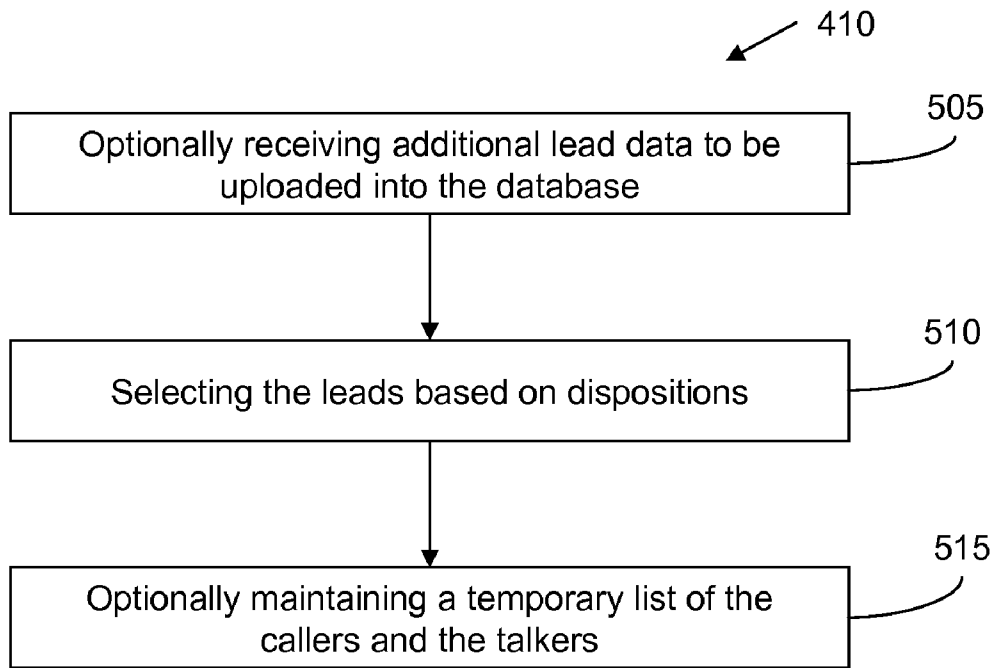 410
505
Optionally receiving additional lead data to be
uploaded into the database
510
Selecting the leads based on dispositions
515
Optionally maintaining a temporary list of the
callers and the talkers